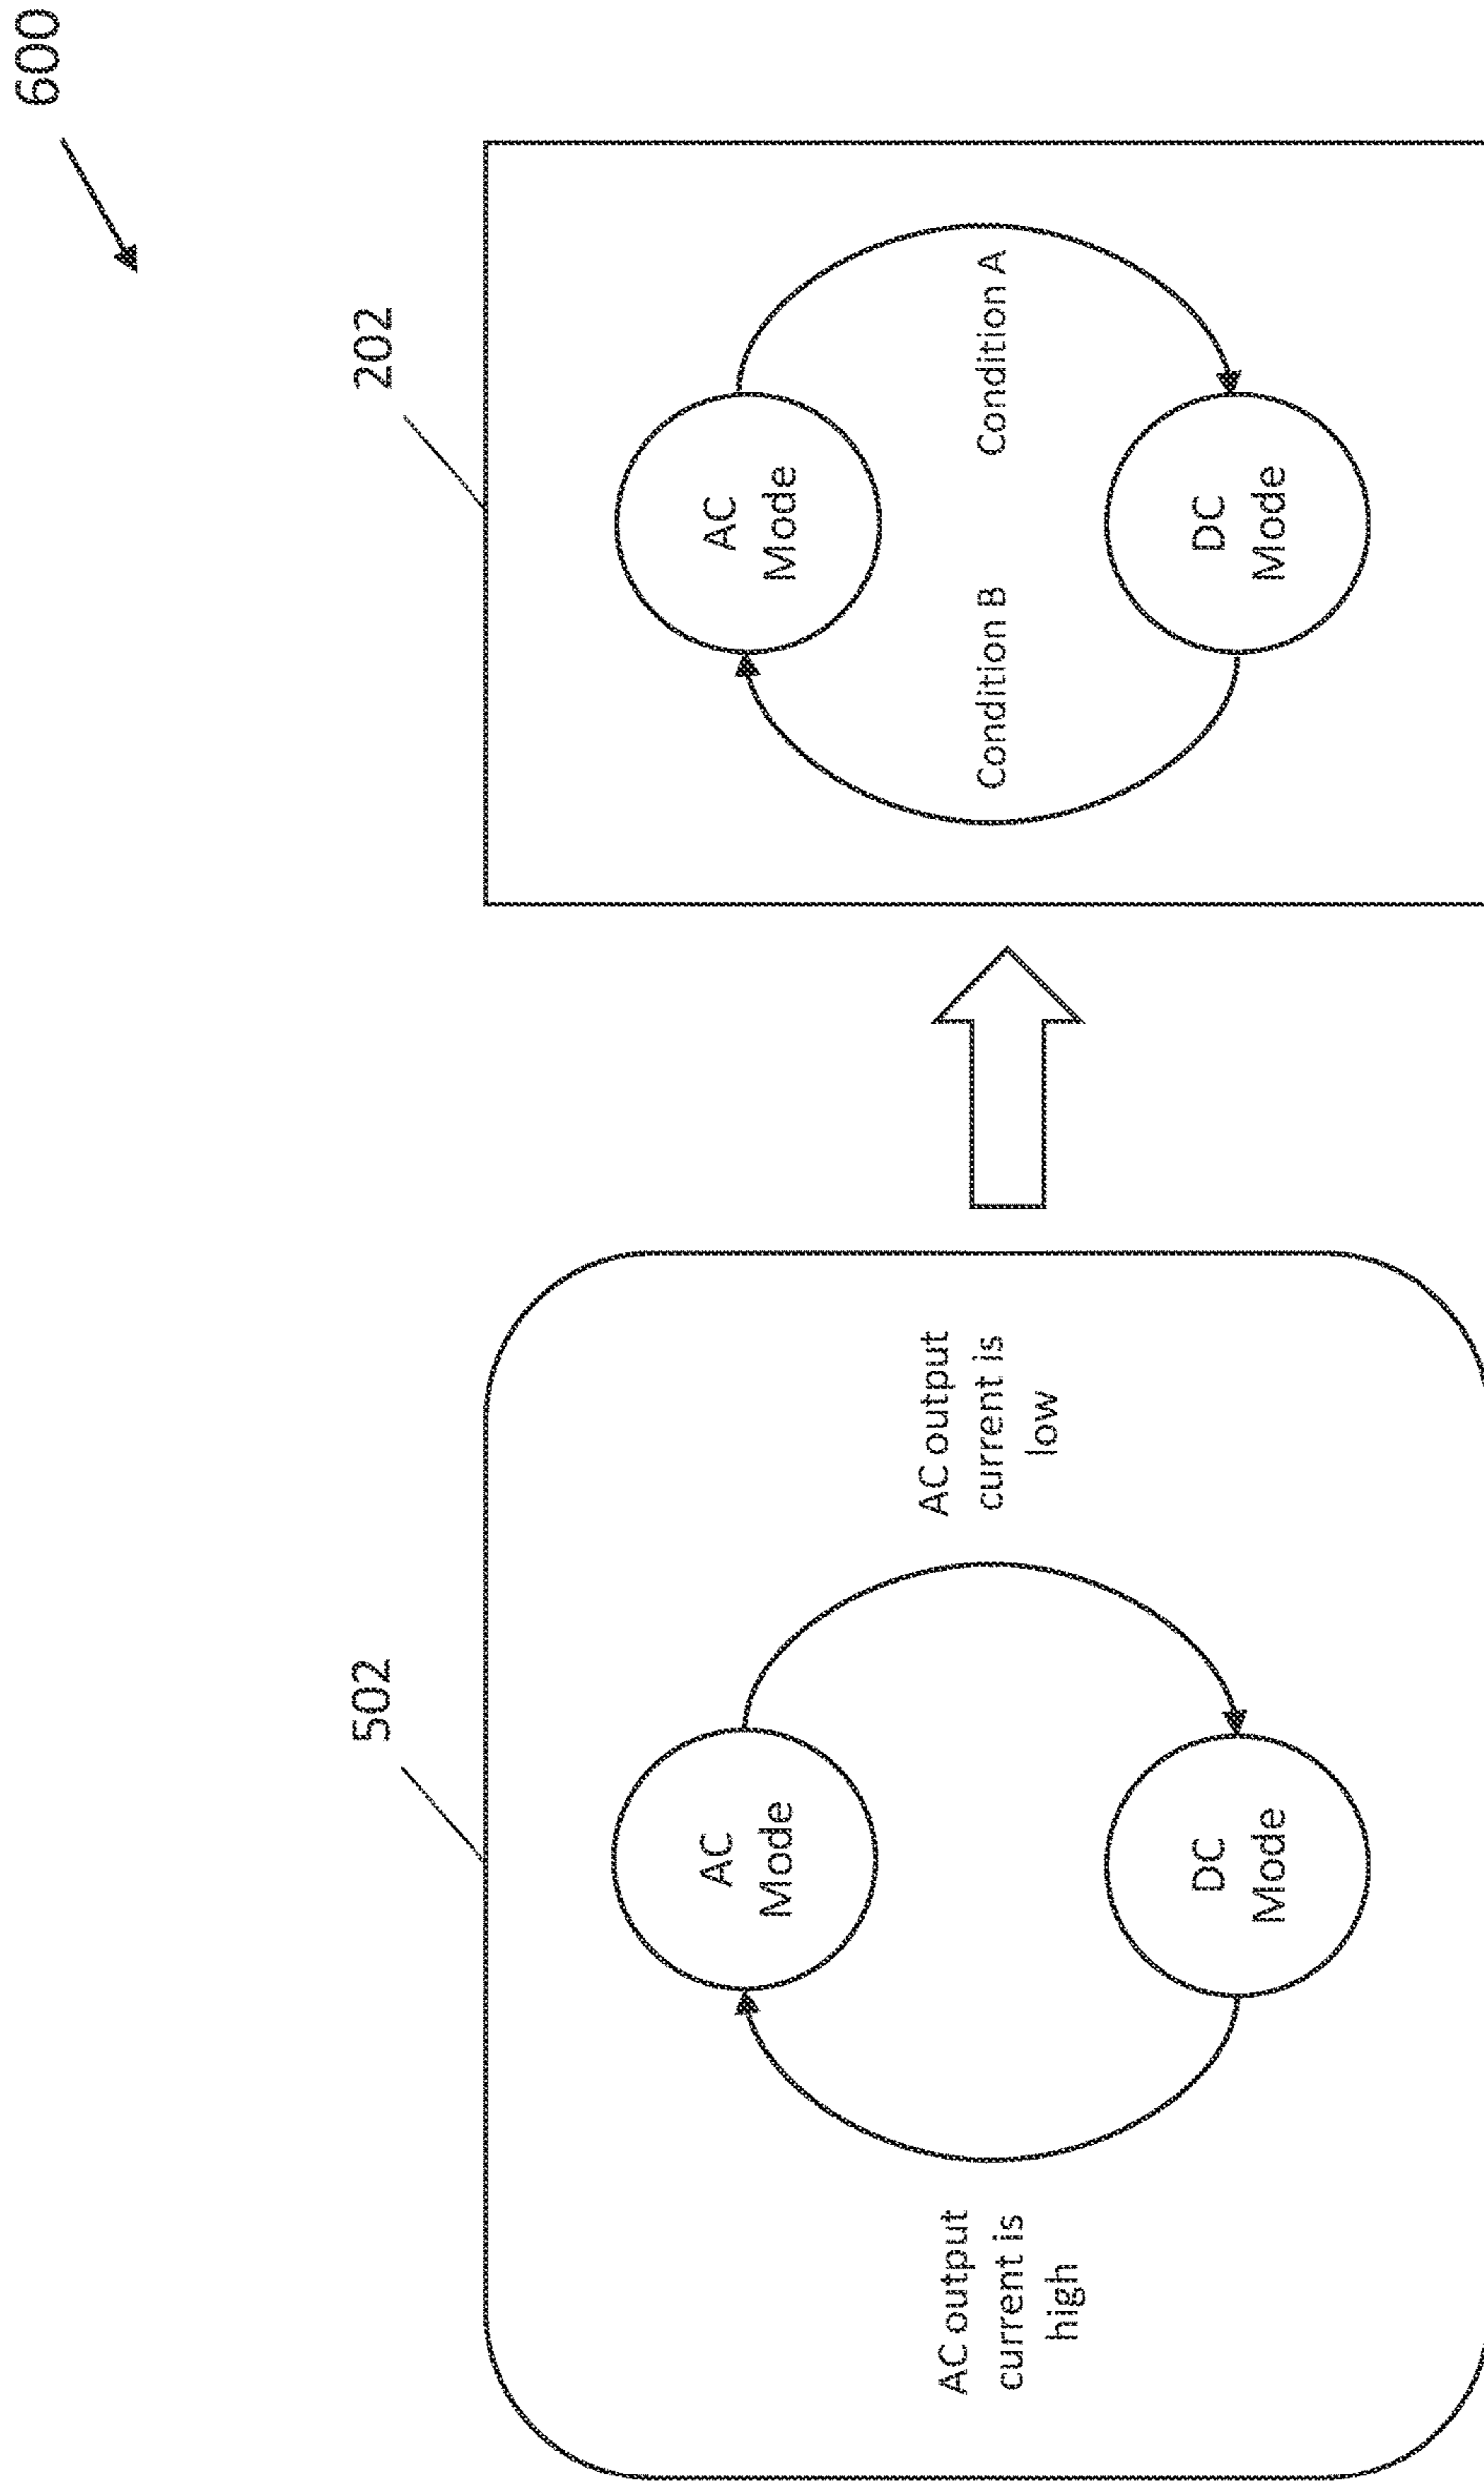 600
502
202
AC
Mode
AC
Mode
AC output
current is
high
AC output
current is
low
Condition B
Condition A
DC
Mode
DC
Mode